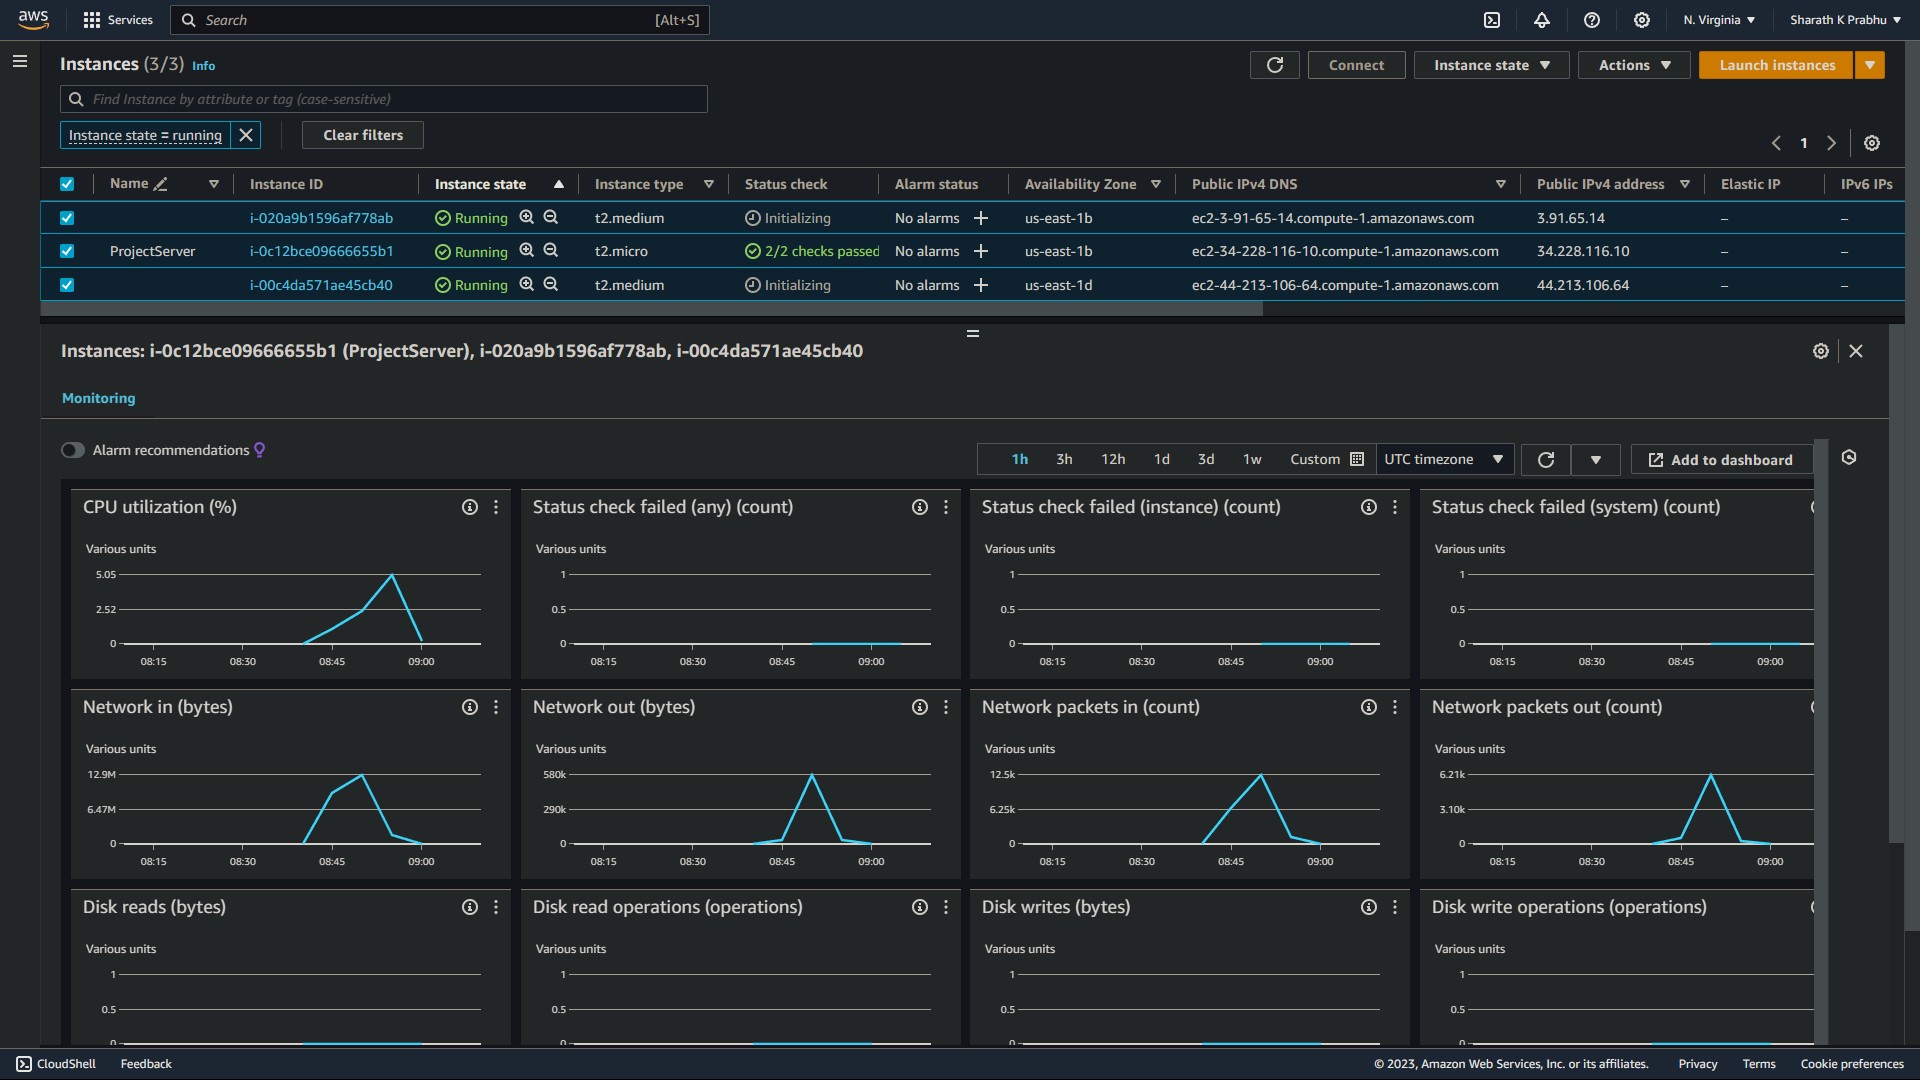 aws Services Search [Alt+S] N. Virginia Sharath K Prabhu
Instances (3/3) Info Connect Instance state Actions Launch instances
Find Instance by attribute or tag (case-sensitive)
Instance state = running Clear filters
1
Name Instance ID Instance state Instance type Status check Alarm status Availability Zone Public IPv4 DNS Public IPv4 address Elastic IP IPv6 IPs
i-020a9b1596af778ab Running t2.medium Initializing No alarms + us-east-1b ec2-3-91-65-14.compute-1.amazonaws.com 3.91.65.14 – –
ProjectServer i-0c12bce09666655b1 Running t2.micro 2/2 checks passed No alarms + us-east-1b ec2-34-228-116-10.compute-1.amazonaws.com 34.228.116.10 – –
i-00c4da571ae45cb40 Running t2.medium Initializing No alarms + us-east-1d ec2-44-213-106-64.compute-1.amazonaws.com 44.213.106.64 – –
Instances: i-0c12bce09666655b1 (ProjectServer), i-020a9b1596af778ab, i-00c4da571ae45cb40
Monitoring
Alarm recommendations 1h 3h 12h 1d 3d 1w Custom UTC timezone Add to dashboard
CPU utilization (%) Status check failed (any) (count) Status check failed (instance) (count) Status check failed (system) (count)
Various units Various units Various units Various units
5.05 1 1 1
2.52 0.5 0.5 0.5
0 0 0 0
08:15 08:30 08:45 09:00 08:15 08:30 08:45 09:00 08:15 08:30 08:45 09:00 08:15 08:30 08:45 09:00
Network in (bytes) Network out (bytes) Network packets in (count) Network packets out (count)
Various units Various units Various units Various units
12.9M 580k 12.5k 6.21k
6.47M 290k 6.25k 3.10k
0 0 0 0
08:15 08:30 08:45 09:00 08:15 08:30 08:45 09:00 08:15 08:30 08:45 09:00 08:15 08:30 08:45 09:00
Disk reads (bytes) Disk read operations (operations) Disk writes (bytes) Disk write operations (operations)
Various units Various units Various units Various units
1 1 1 1
0.5 0.5 0.5 0.5
0 0 0 0
CloudShell Feedback © 2023, Amazon Web Services, Inc. or its affiliates. Privacy Terms Cookie preferences